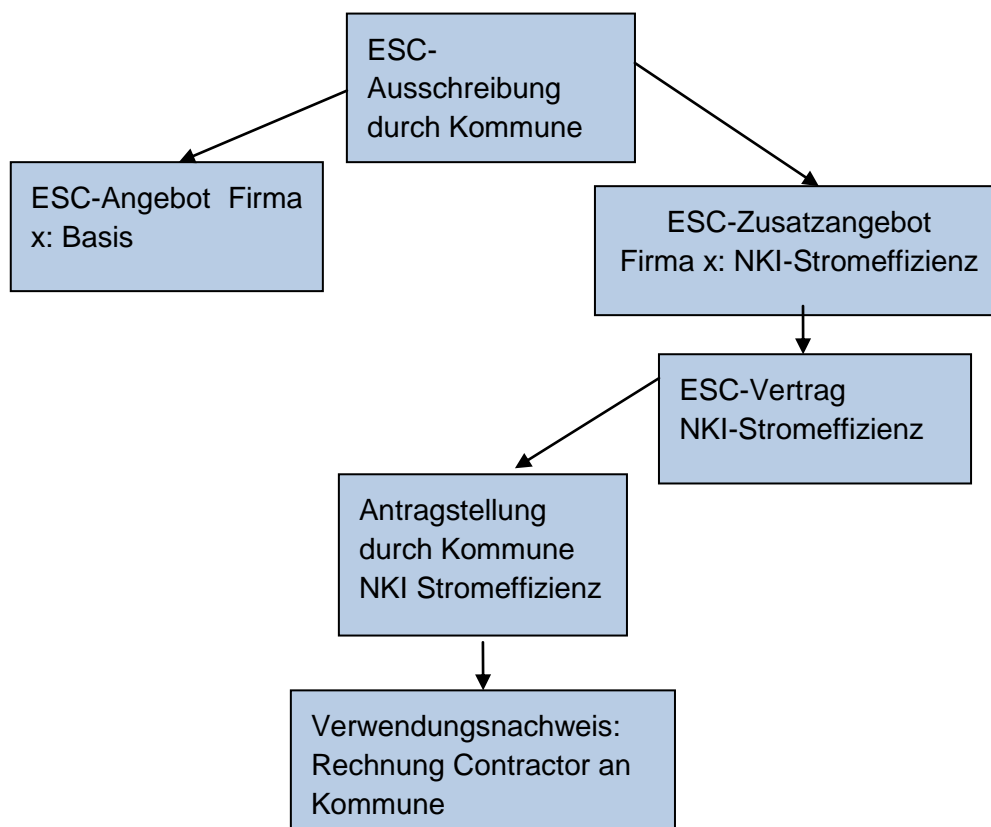 ESC-
Ausschreibung
durch Kommune
ESC-Angebot Firma
x: Basis
ESC-Zusatzangebot
Firma x: NKI-Stromeffizienz
ESC-Vertrag
NKI-Stromeffizienz
Antragstellung
durch Kommune
NKI Stromeffizienz
Verwendungsnachweis:
Rechnung Contractor an
Kommune